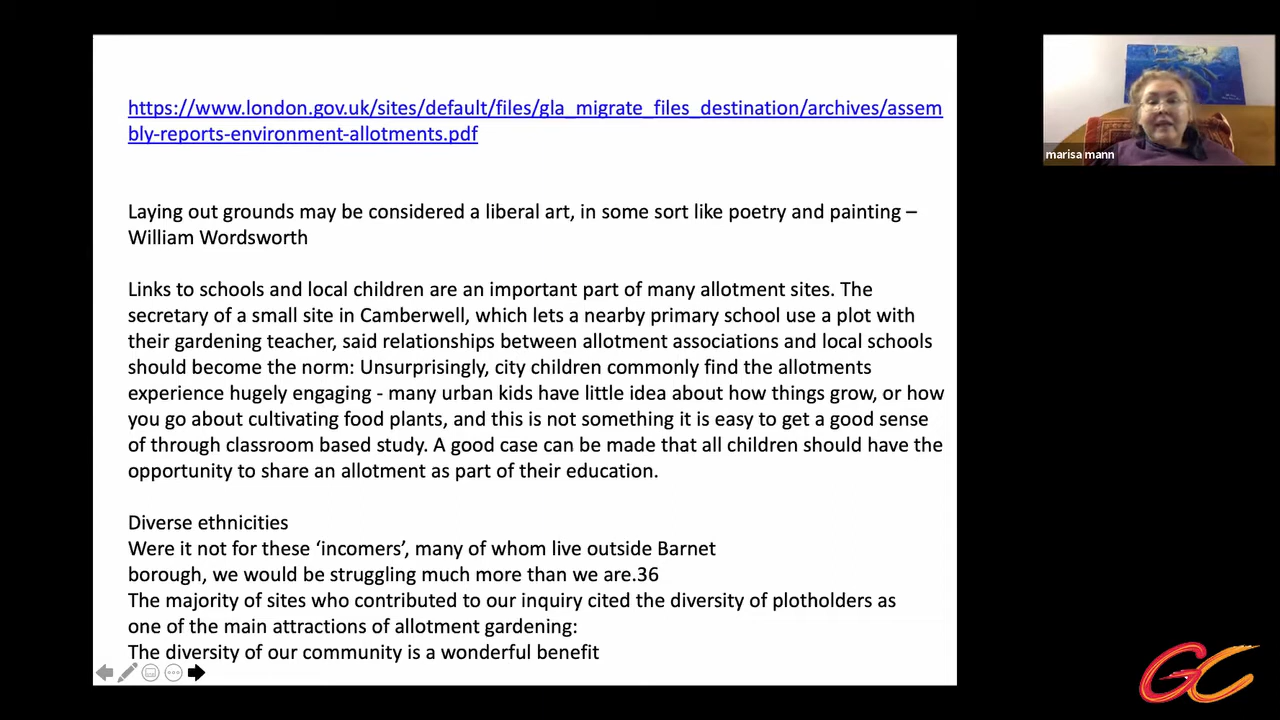 https://www.london.gov.uk/sites/default/files/gla_migrate_files_destination/archives/assem
bly-reports-environment-allotments.pdf
Laying out grounds may be considered a liberal art, in some sort like poetry and painting –
William Wordsworth
Links to schools and local children are an important part of many allotment sites. The
secretary of a small site in Camberwell, which lets a nearby primary school use a plot with
their gardening teacher, said relationships between allotment associations and local schools
should become the norm: Unsurprisingly, city children commonly find the allotments
experience hugely engaging - many urban kids have little idea about how things grow, or how
you go about cultivating food plants, and this is not something it is easy to get a good sense
of through classroom based study. A good case can be made that all children should have the
opportunity to share an allotment as part of their education.
Diverse ethnicities
Were it not for these ‘incomers’, many of whom live outside Barnet
borough, we would be struggling much more than we are.36
The majority of sites who contributed to our inquiry cited the diversity of plotholders as
one of the main attractions of allotment gardening:
The diversity of our community is a wonderful benefit
marisa mann
GC